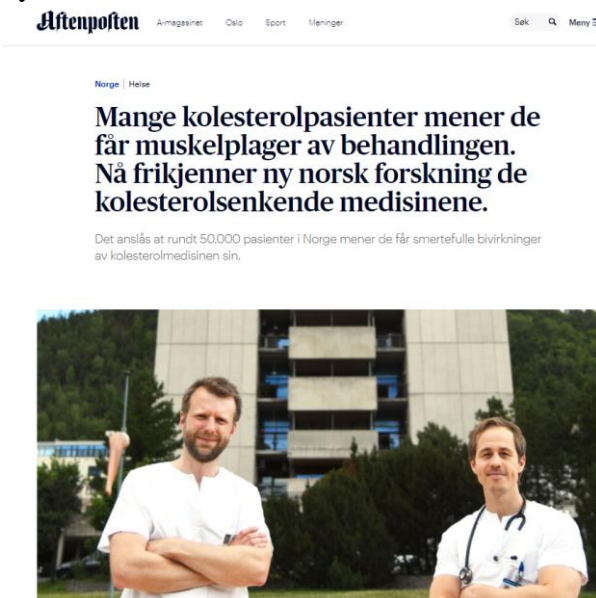 Aftenposten A-magasinet Oslo Sport Meninger Søk Meny
Norge | Helse
Mange kolesterolpasienter mener de
får muskelplager av behandlingen.
Nå frikjenner ny norsk forskning de
kolesterolsenkende medisinene.
Det anslås at rundt 50.000 pasienter i Norge mener de får smertefulle bivirkninger
av kolesterolmedisinen sin.